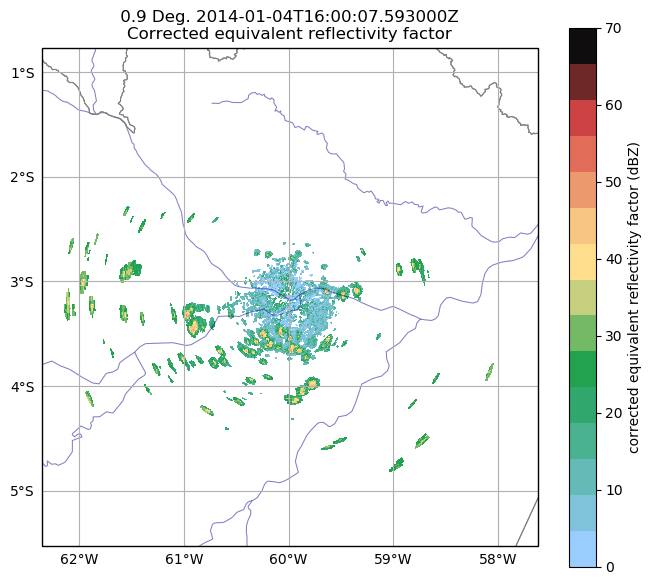 0.9 Deg. 2014-01-04T16:00:07.593000Z
Corrected equivalent reflectivity factor
1°S
2°S
3°S
4°S
5°S
62°W 61°W 60°W 59°W 58°W
70
60
50
40
30
20
10
0
corrected equivalent reflectivity factor (dBZ)